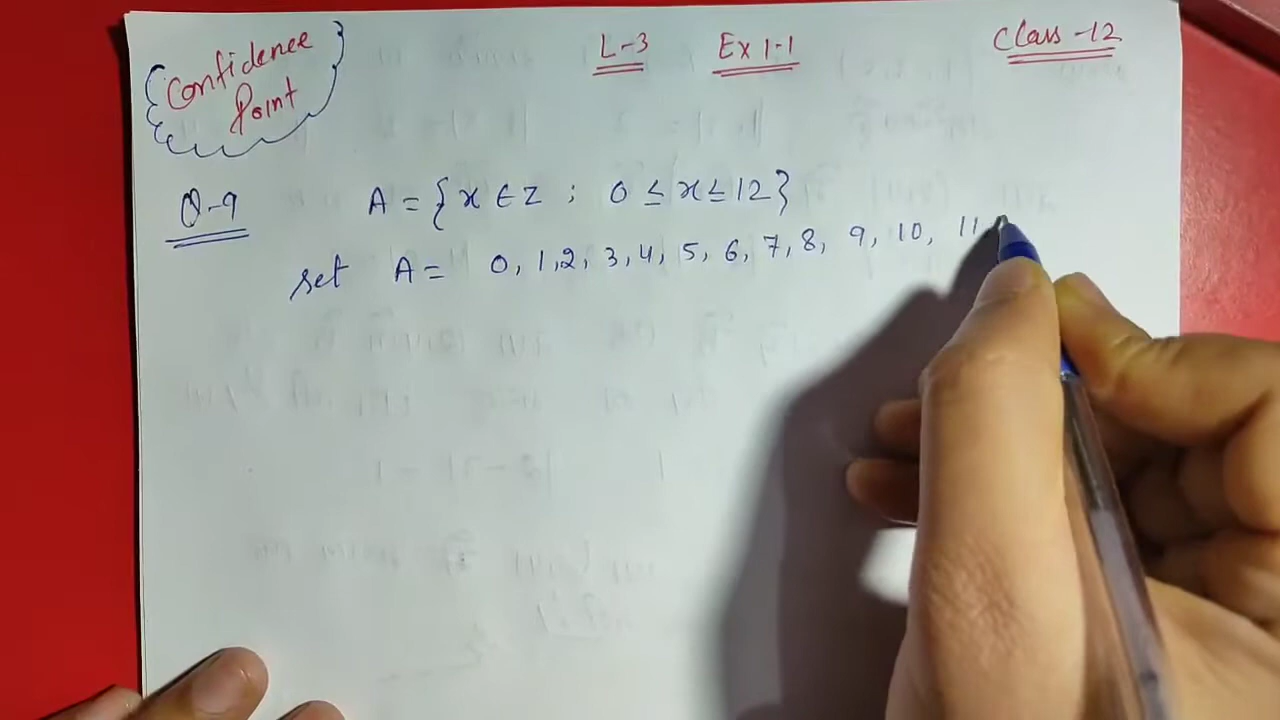 Confidence
Point
L-3 Ex 1.1 Class -12
Q-9 A = { x ∈ Z ; 0 ≤ x ≤ 12 }
set A = 0, 1, 2, 3, 4, 5, 6, 7, 8, 9, 10, 11